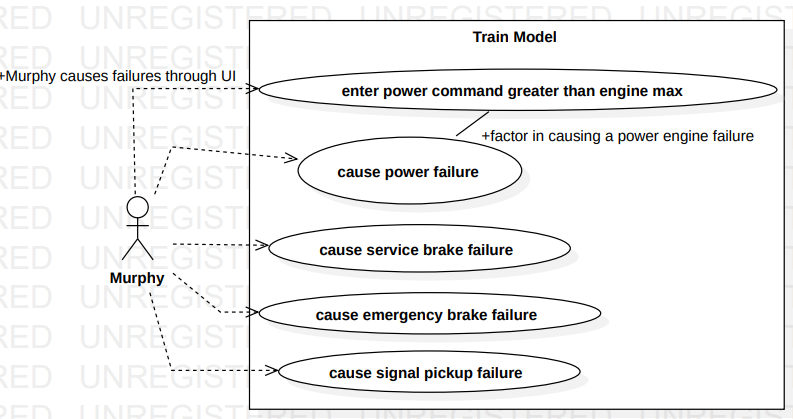 Train Model
+Murphy causes failures through UI
enter power command greater than engine max
+factor in causing a power engine failure
cause power failure
cause service brake failure
Murphy
cause emergency brake failure
cause signal pickup failure
UNREGISTERED